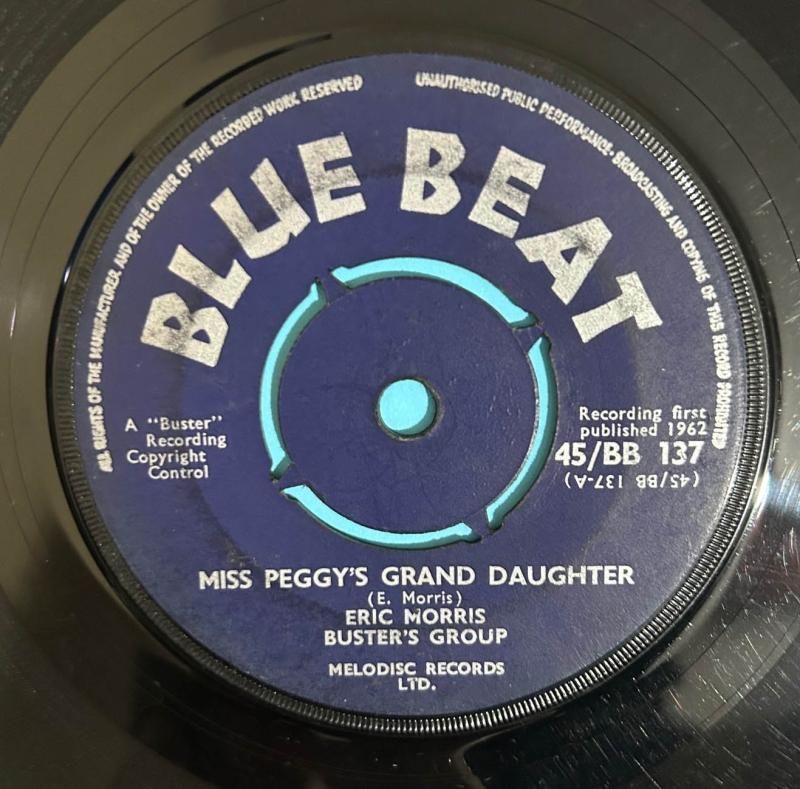 ALL RIGHTS OF THE MANUFACTURER AND OF THE OWNER OF THE RECORDED WORK RESERVED
UNAUTHORISED PUBLIC PERFORMANCE · BROADCASTING AND COPYING OF THIS RECORD PROHIBITED
BLUE BEAT
A "Buster"
Recording
Copyright
Control
Recording first
published 1962
45/BB 137
(45/BB 137-A)
MISS PEGGY'S GRAND DAUGHTER
(E. Morris)
ERIC MORRIS
BUSTER'S GROUP
MELODISC RECORDS
LTD.